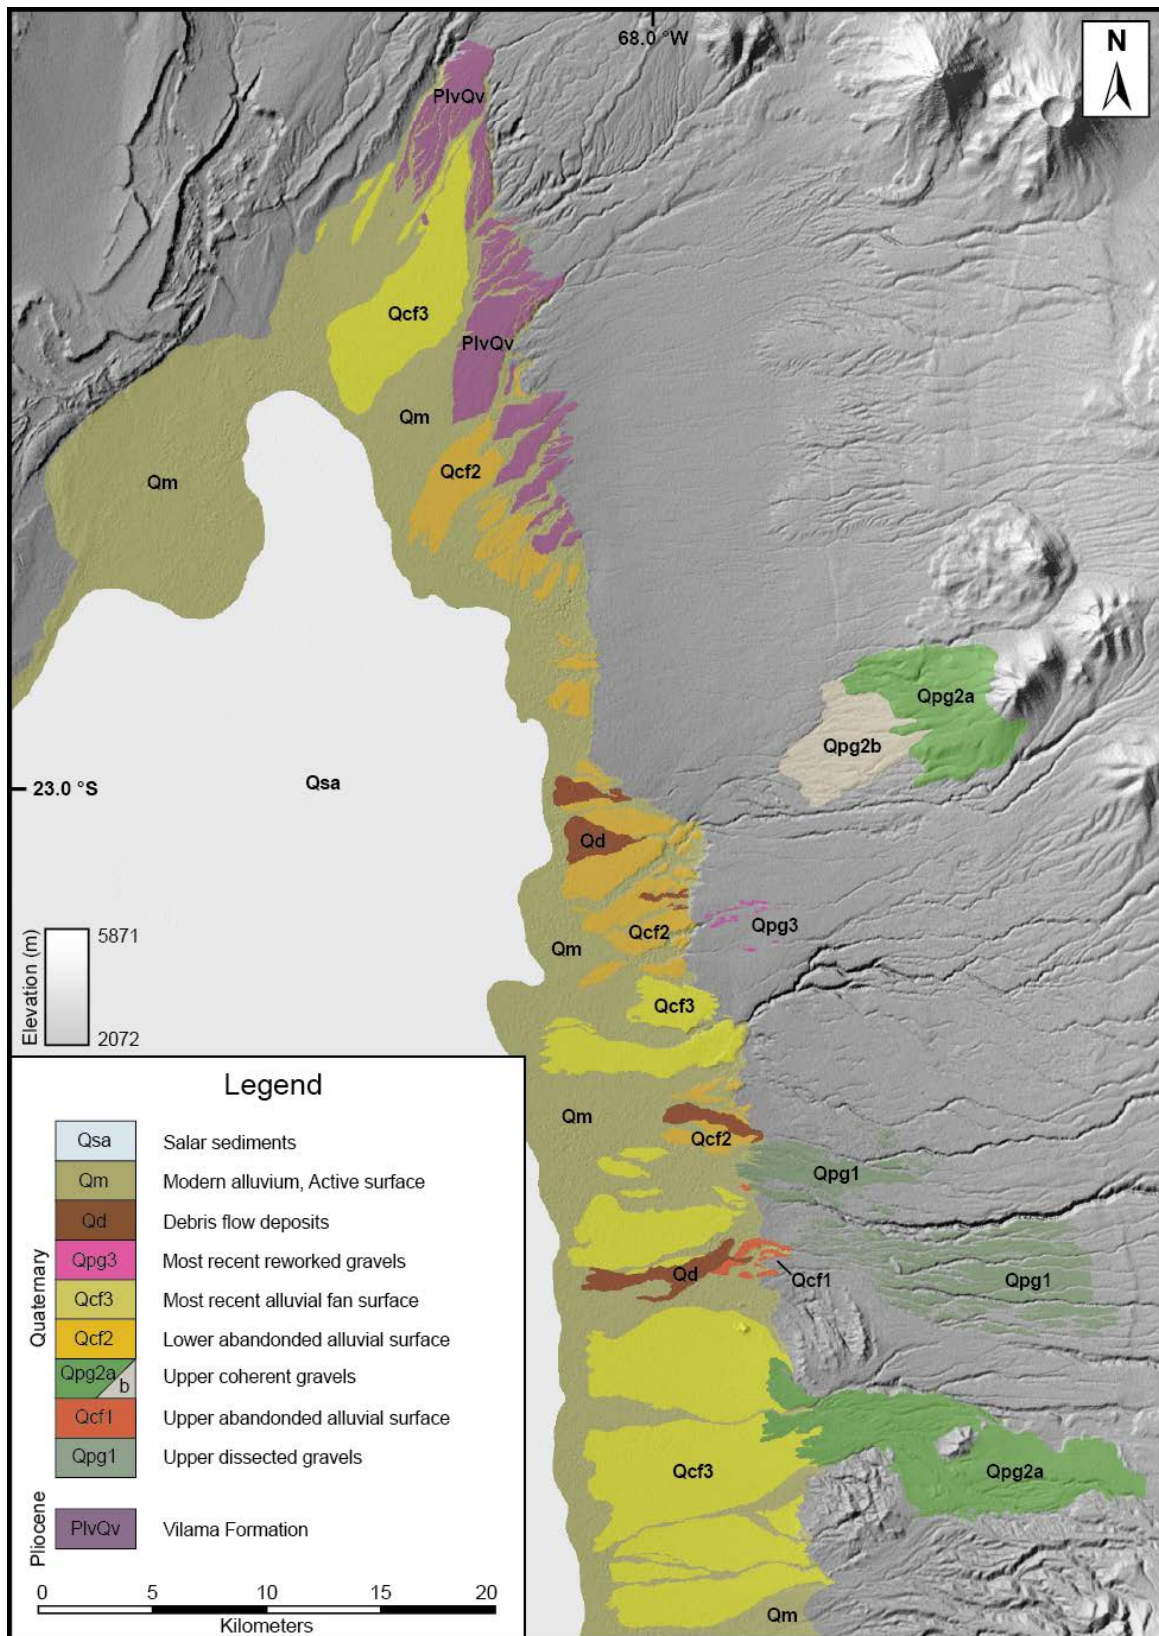 68.0 °W
N
PlvQv
Qcf3
PlvQv
Qm
Qcf2
Qm
Qpg2a
Qpg2b
23.0 °S
Qsa
Qd
Qcf2
Qpg3
Qm
Elevation (m)
5871
2072
Qcf3
Qm
Qcf2
Qpg1
Qd
Qcf1
Qpg1
Qcf3
Qpg2a
Qm
Legend
Quaternary
Qsa Salar sediments
Qm Modern alluvium, Active surface
Qd Debris flow deposits
Qpg3 Most recent reworked gravels
Qcf3 Most recent alluvial fan surface
Qcf2 Lower abandonded alluvial surface
Qpg2a b Upper coherent gravels
Qcf1 Upper abandonded alluvial surface
Qpg1 Upper dissected gravels
Pliocene
PlvQv Vilama Formation
0 5 10 15 20
Kilometers